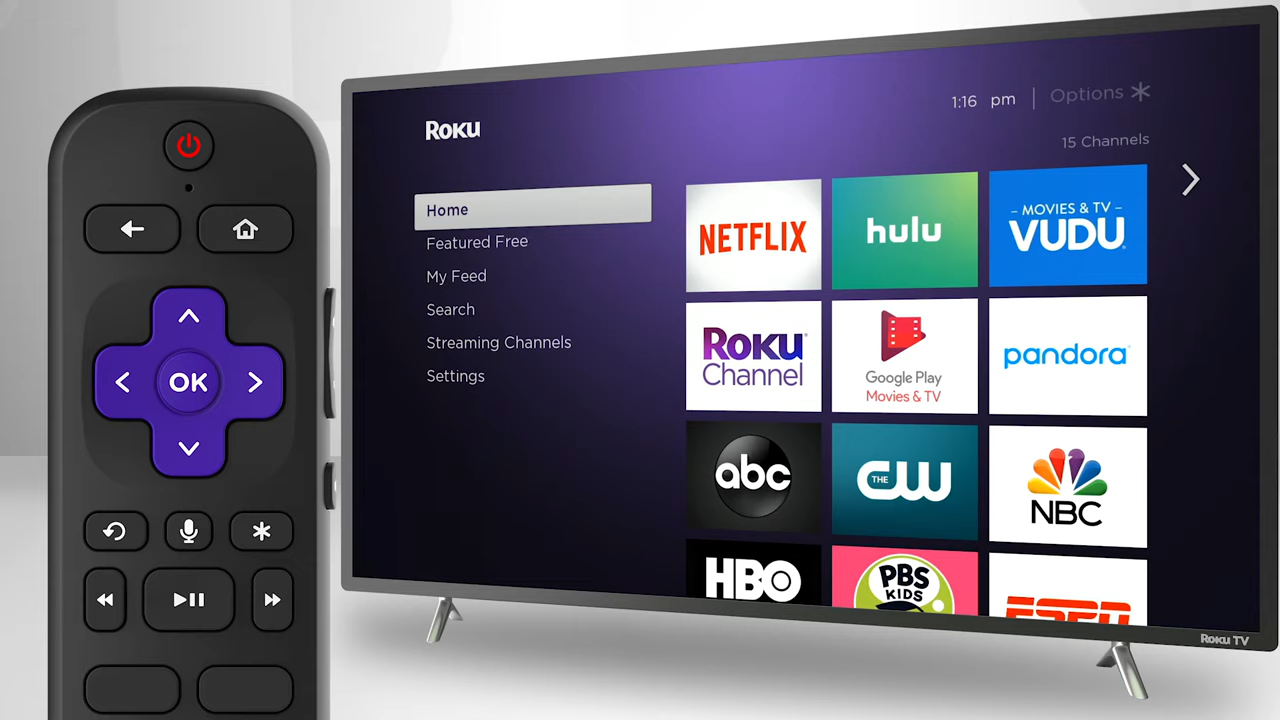 ROKU
1:16 pm | Options
15 Channels
Home
Featured Free
My Feed
Search
Streaming Channels
Settings
NETFLIX
hulu
– MOVIES & TV –
VUDU
ROKU
Channel
Google Play
Movies & TV
pandora
abc
THE CW
NBC
HBO
PBS
KIDS
ESPN
OK
ROKU TV